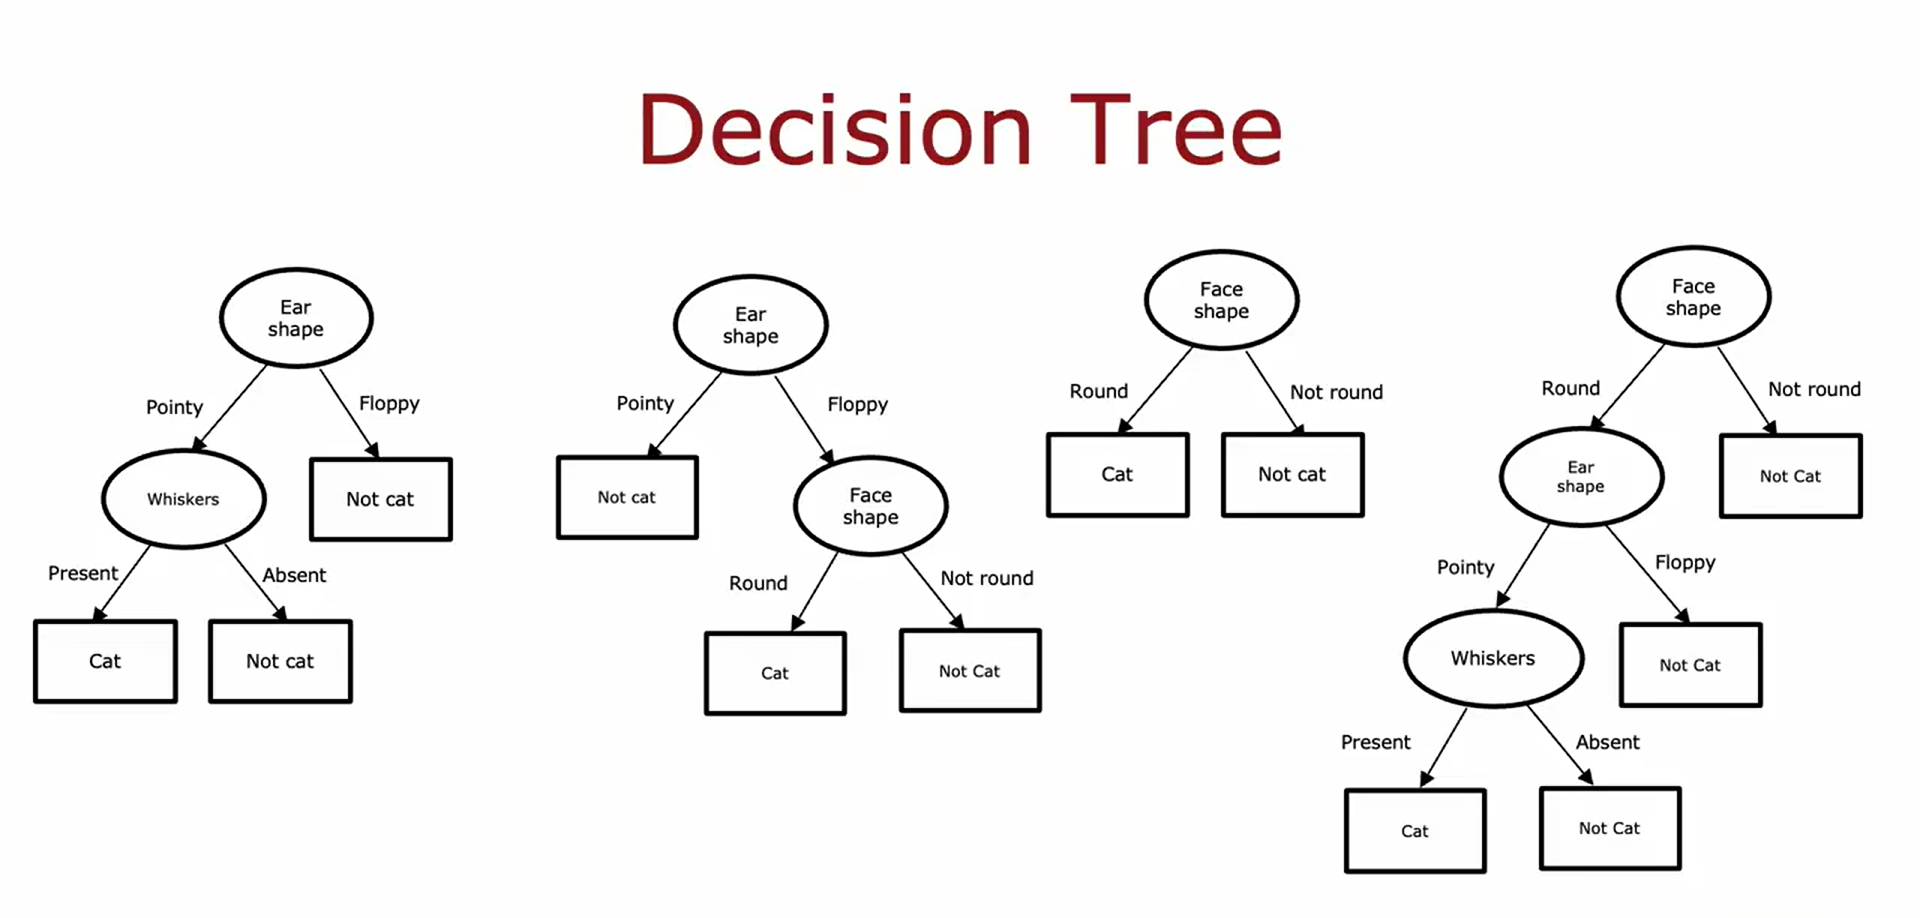 Decision Tree
Ear
shape
Pointy
Floppy
Whiskers
Not cat
Present
Absent
Cat
Not cat
Ear
shape
Pointy
Floppy
Not cat
Face
shape
Round
Not round
Cat
Not Cat
Face
shape
Round
Not round
Cat
Not cat
Face
shape
Round
Not round
Ear
shape
Not Cat
Pointy
Floppy
Whiskers
Not Cat
Present
Absent
Cat
Not Cat